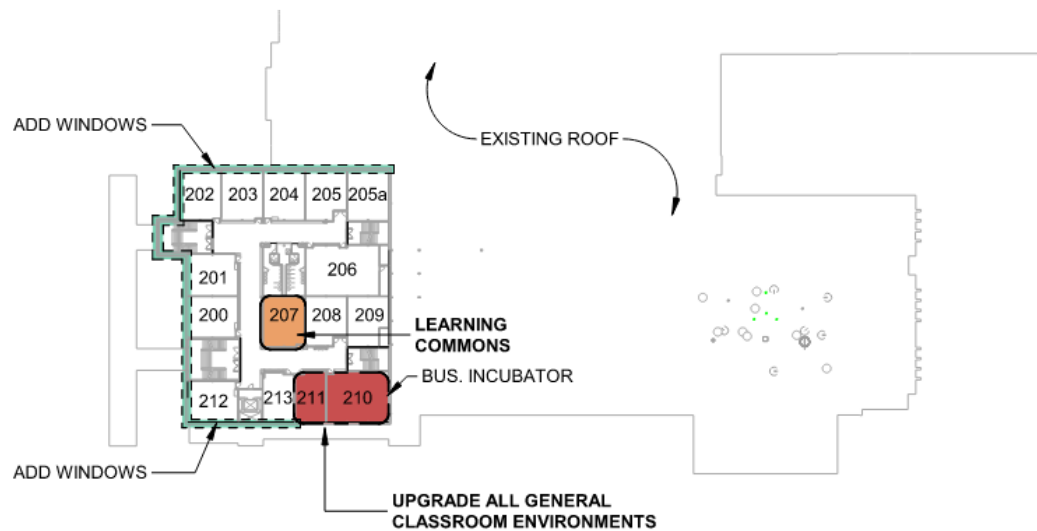 ADD WINDOWS
EXISTING ROOF
202 203 204 205 205a
201
206
200
207
208
209
LEARNING
COMMONS
BUS. INCUBATOR
212
213
211
210
ADD WINDOWS
UPGRADE ALL GENERAL
CLASSROOM ENVIRONMENTS